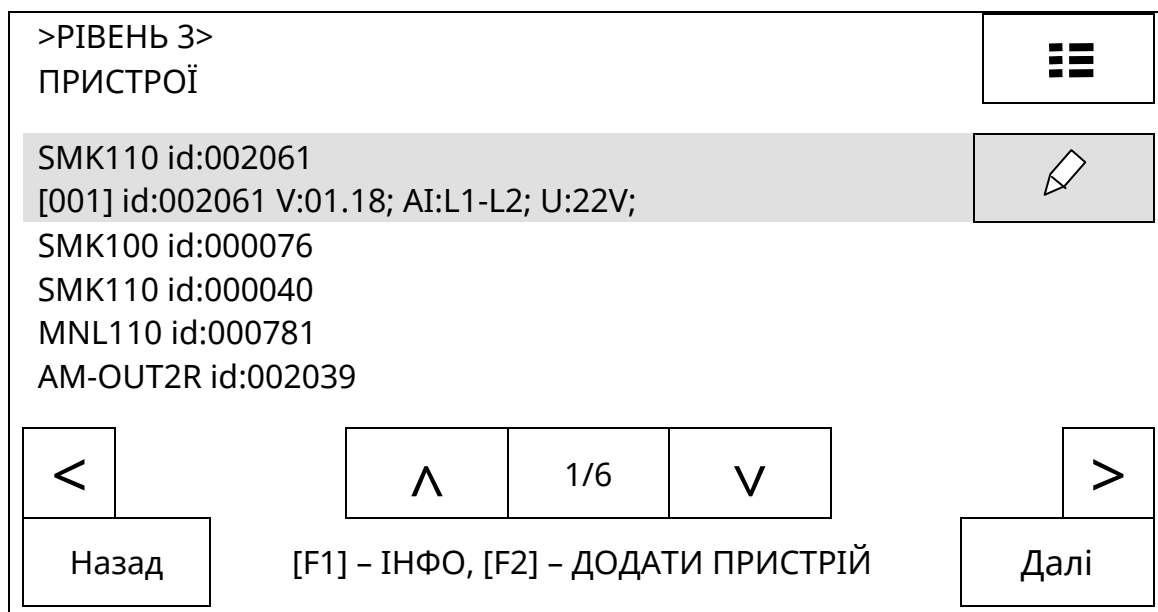 >РІВЕНЬ 3>
ПРИСТРОЇ
SMK110 id:002061
[001] id:002061 V:01.18; AI:L1-L2; U:22V;
SMK100 id:000076
SMK110 id:000040
MNL110 id:000781
AM-OUT2R id:002039
< ˄ 1/6 ˅ >
Назад [F1] – ІНФО, [F2] – ДОДАТИ ПРИСТРІЙ Далі